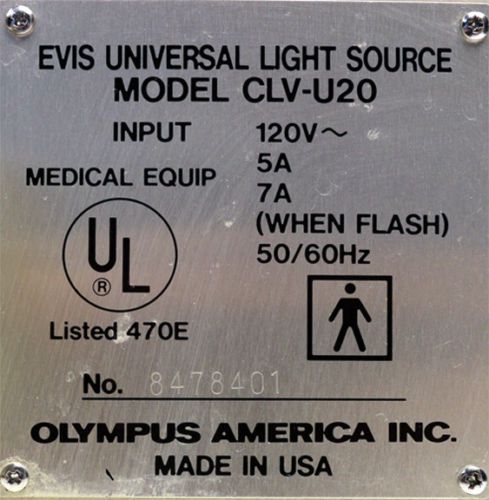 EVIS UNIVERSAL LIGHT SOURCE
MODEL CLV-U20
INPUT 120V~
5A
MEDICAL EQUIP 7A
(WHEN FLASH)
50/60Hz
UL
®
Listed 470E
No. 8478401
OLYMPUS AMERICA INC.
MADE IN USA